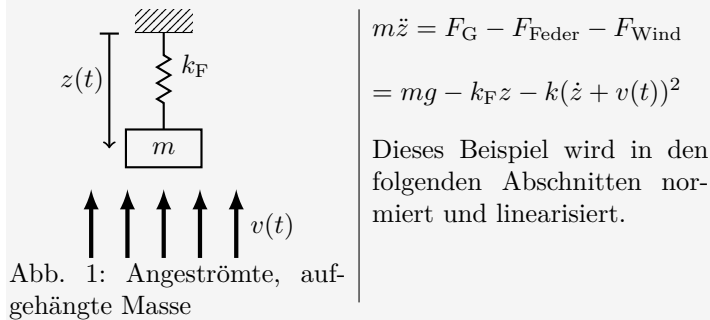 z(t)
k_F
m
v(t)
Abb. 1: Angeströmte, auf-
gehängte Masse
mz̈ = F_G − F_Feder − F_Wind
= mg − k_F z − k(ż + v(t))²
Dieses Beispiel wird in den
folgenden Abschnitten nor-
miert und linearisiert.